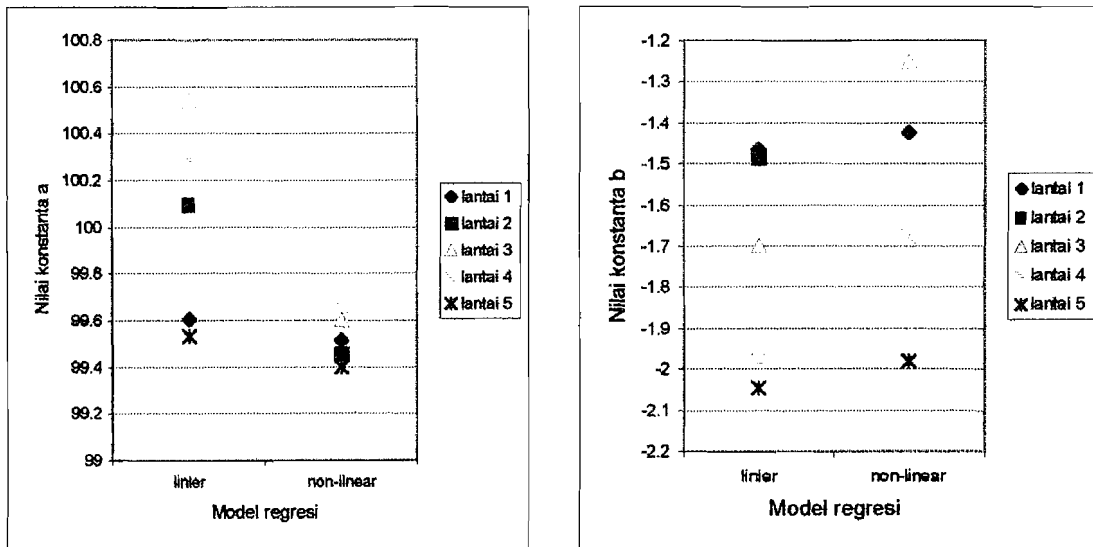 100.8
100.6
100.4
100.2
100
99.8
99.6
99.4
99.2
99
Nilai konstanta a
linier
non-linear
Model regresi
lantai 1
lantai 2
lantai 3
lantai 4
lantai 5
-1.2
-1.3
-1.4
-1.5
-1.6
-1.7
-1.8
-1.9
-2
-2.1
-2.2
Nilai konstanta b
linier
non-linear
Model regresi
lantai 1
lantai 2
lantai 3
lantai 4
lantai 5